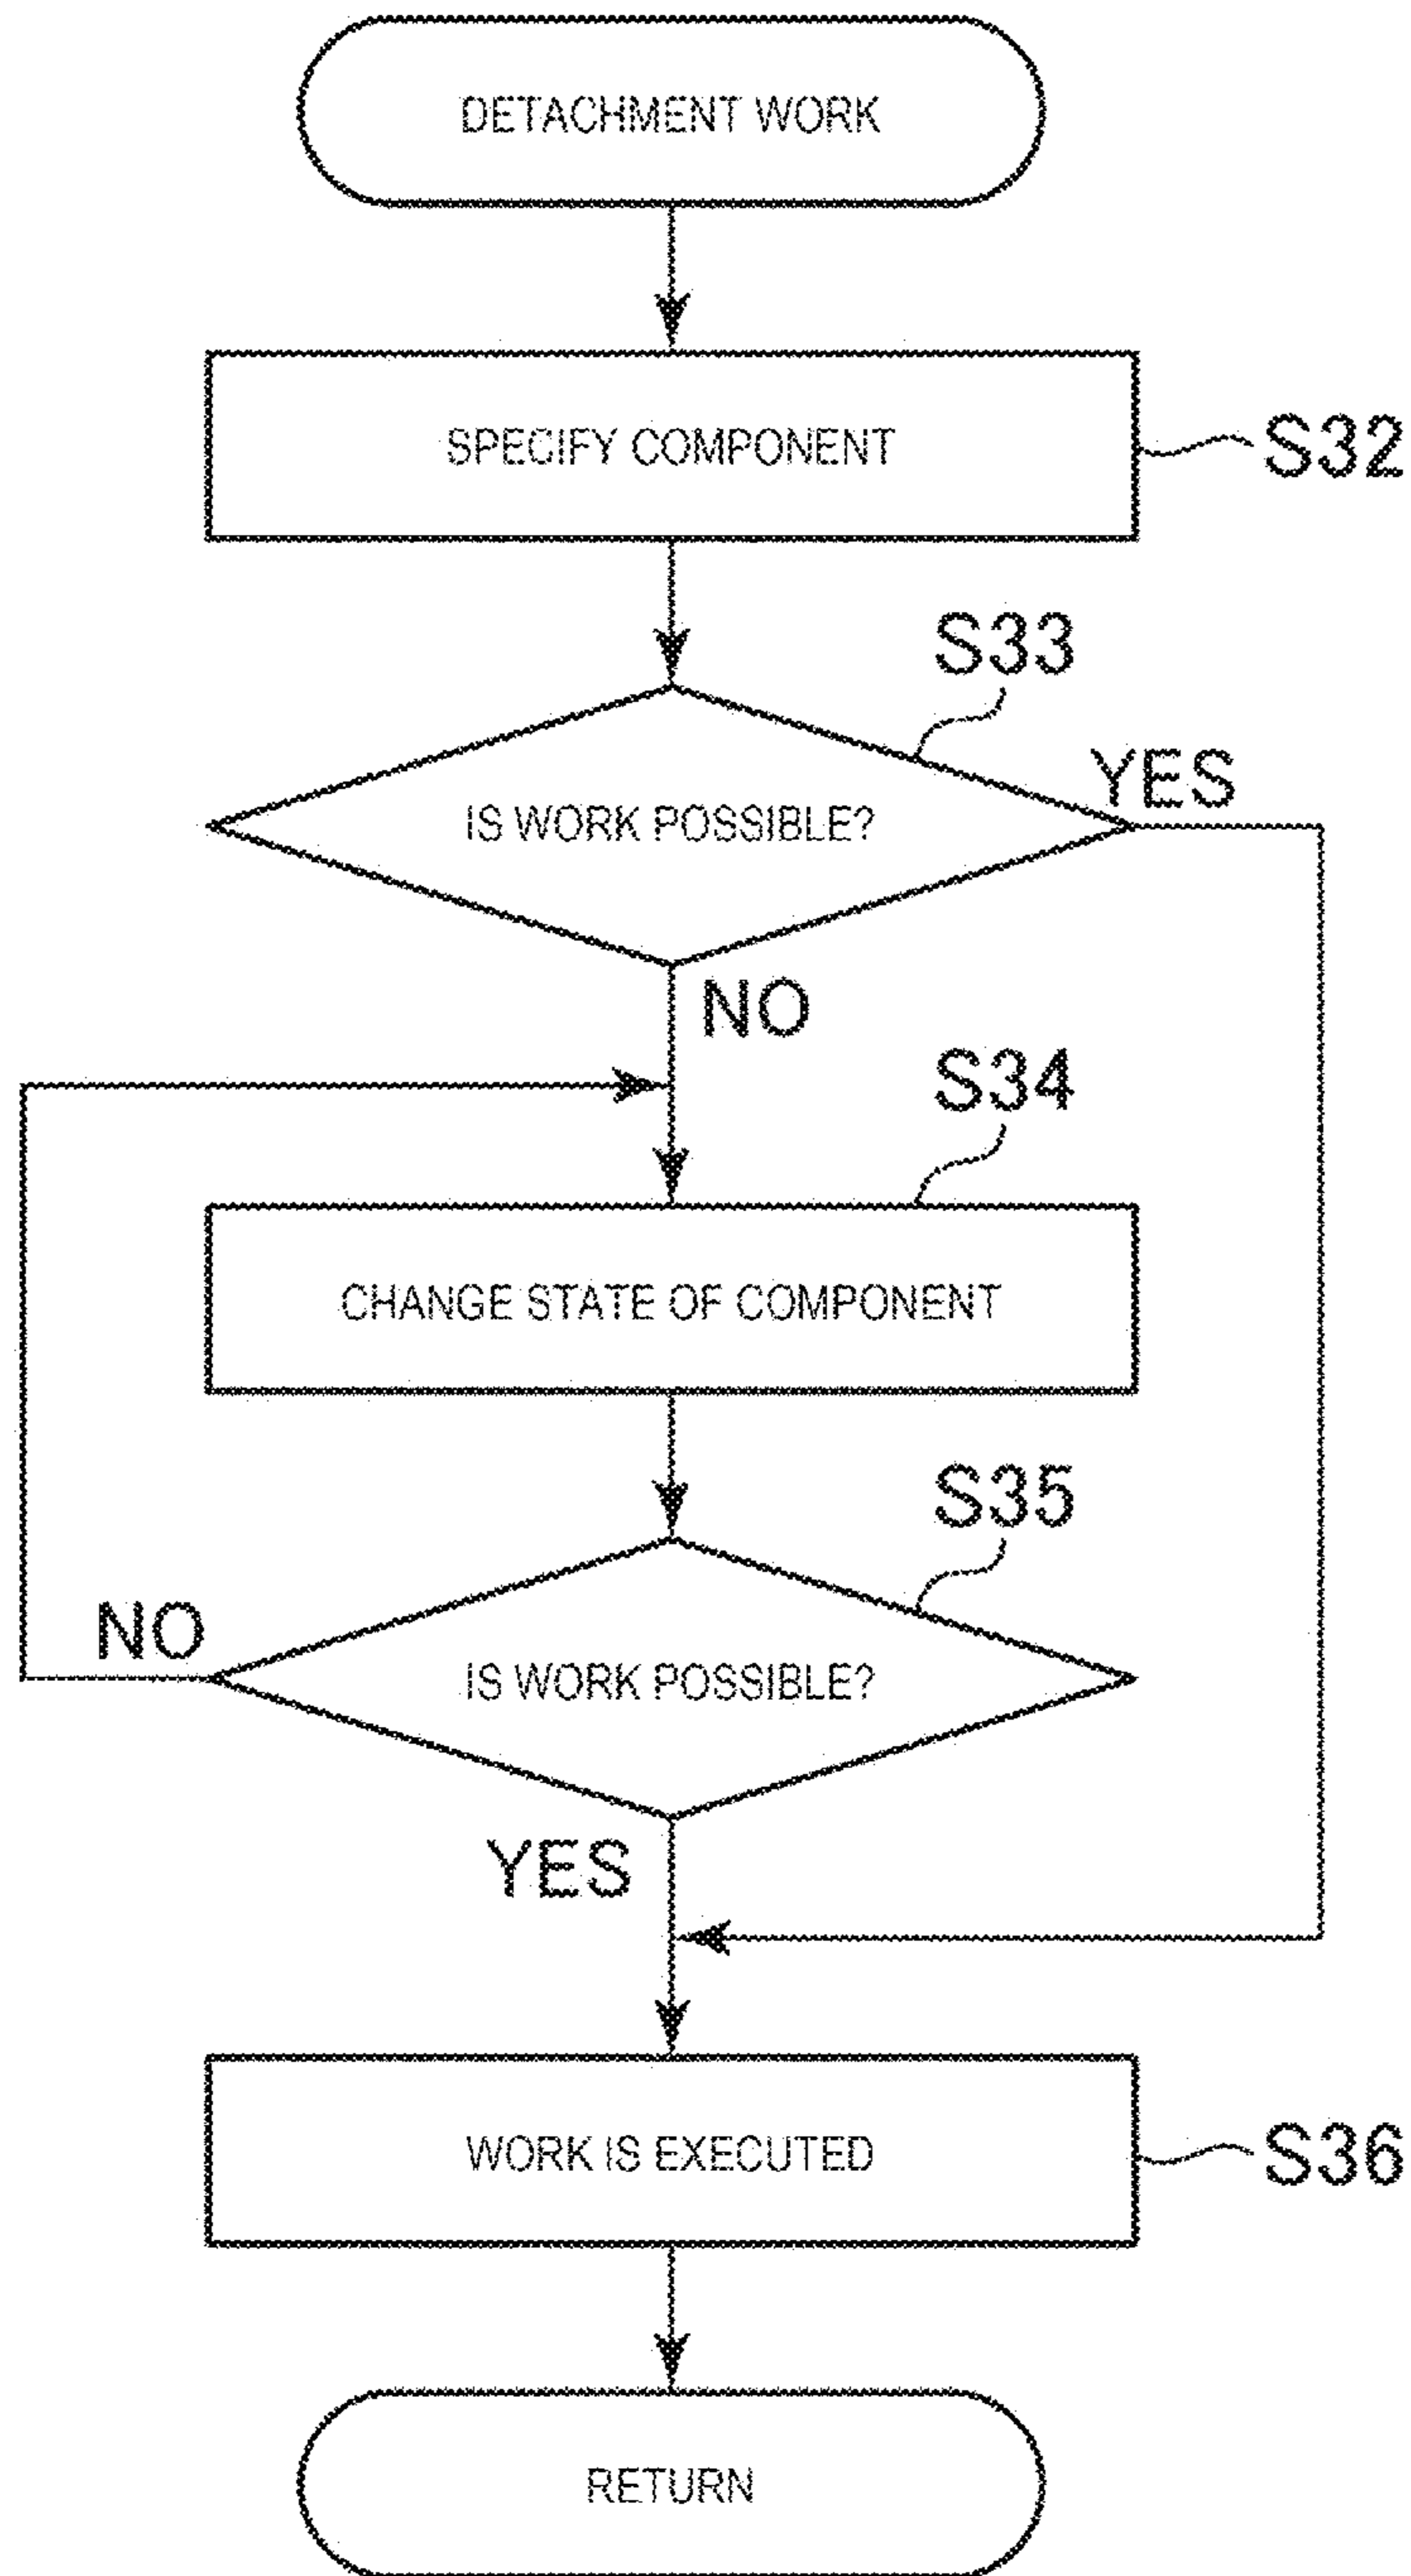 DETACHMENT WORK
SPECIFY COMPONENT
S32
S33
IS WORK POSSIBLE?
YES
NO
S34
CHANGE STATE OF COMPONENT
S35
IS WORK POSSIBLE?
NO
YES
WORK IS EXECUTED
S36
RETURN